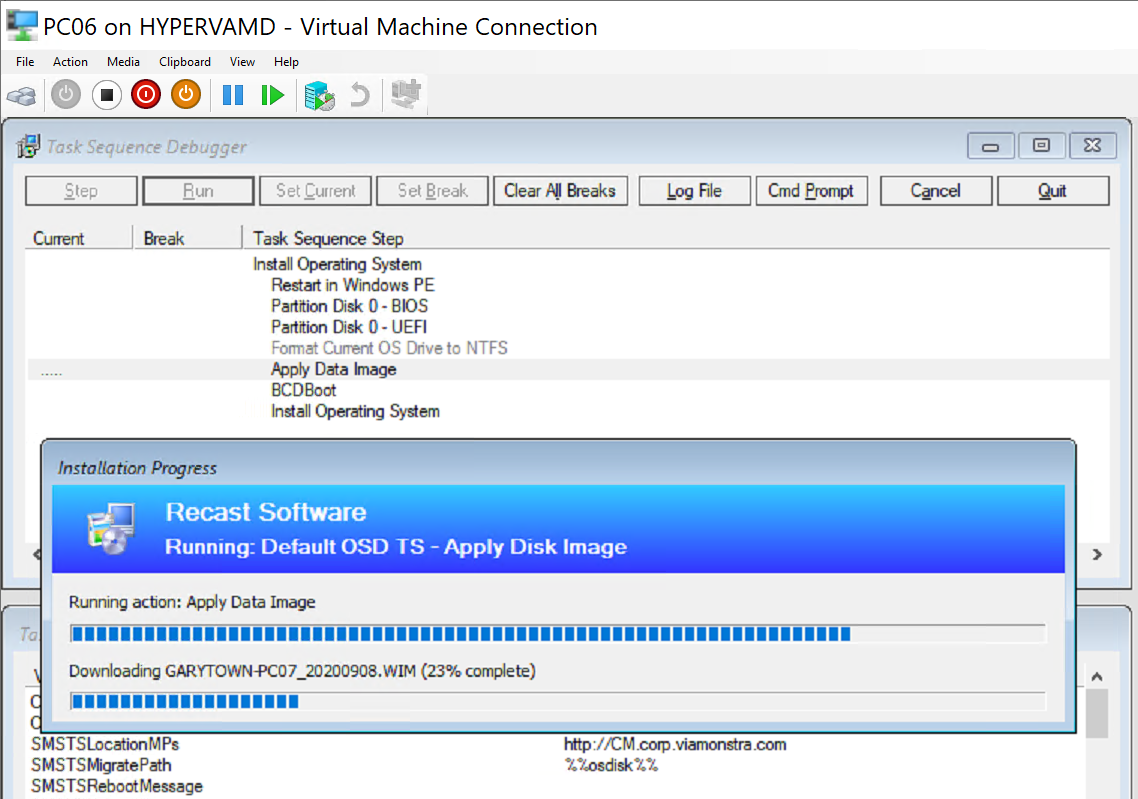 PC06 on HYPERVAMD - Virtual Machine Connection
File Action Media Clipboard View Help
Task Sequence Debugger
Step Run Set Current Set Break Clear All Breaks Log File Cmd Prompt Cancel Quit
Current Break Task Sequence Step
Install Operating System
Restart in Windows PE
Partition Disk 0 - BIOS
Partition Disk 0 - UEFI
Format Current OS Drive to NTFS
..... Apply Data Image
BCDBoot
Install Operating System
Installation Progress
Recast Software
Running: Default OSD TS - Apply Disk Image
Running action: Apply Data Image
Downloading GARYTOWN-PC07_20200908.WIM (23% complete)
SMSTSLocationMPs http://CM.corp.viamonstra.com
SMSTSMigratePath %%osdisk%%
SMSTSRebootMessage